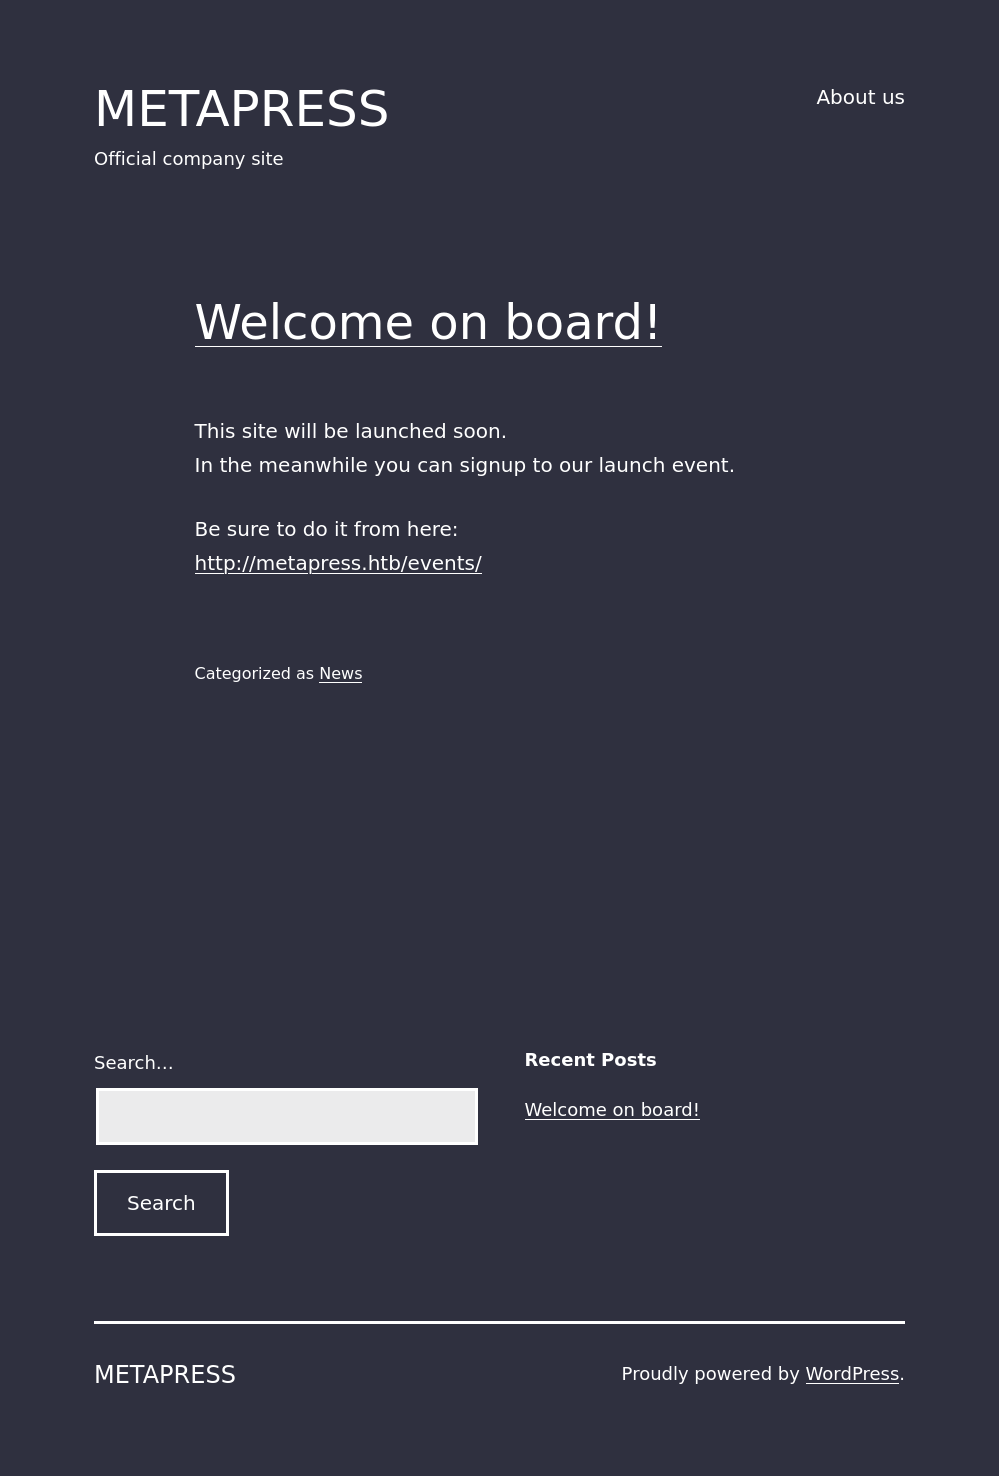 METAPRESS
About us
Official company site
Welcome on board!
This site will be launched soon.
In the meanwhile you can signup to our launch event.
Be sure to do it from here:
http://metapress.htb/events/
Categorized as News
Search…
Recent Posts
Welcome on board!
Search
METAPRESS
Proudly powered by WordPress.